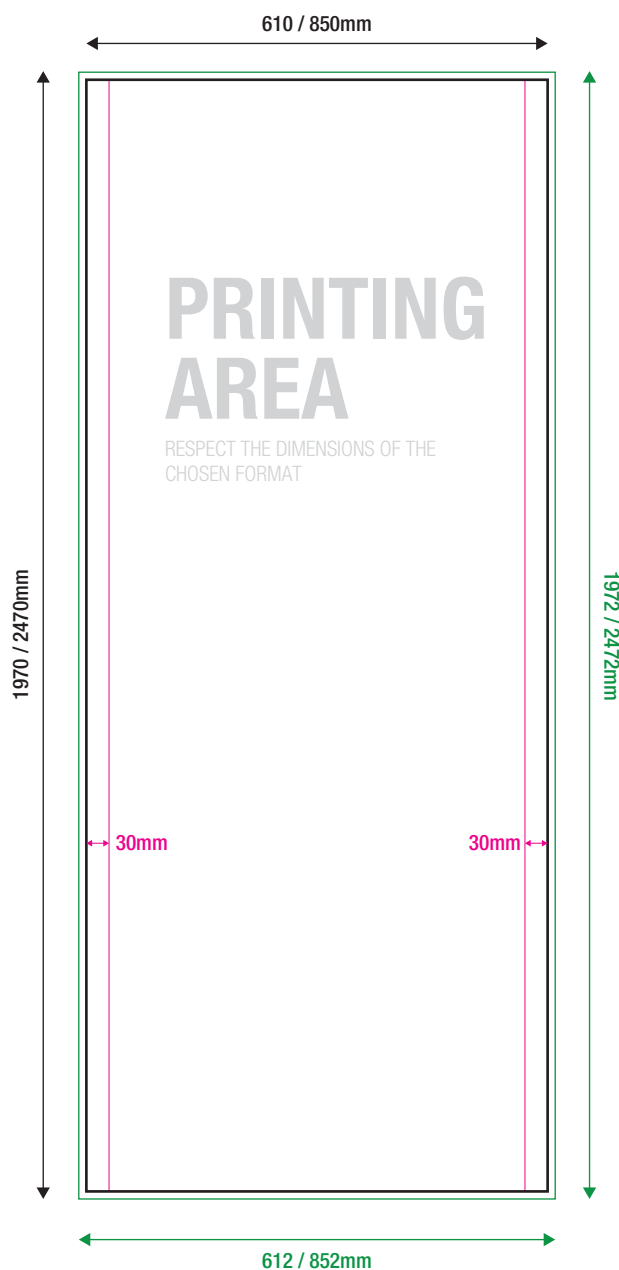 610 / 850mm
PRINTING
AREA
RESPECT THE DIMENSIONS OF THE
CHOSEN FORMAT
1970 / 2470mm
1972 / 2472mm
30mm
30mm
612 / 852mm